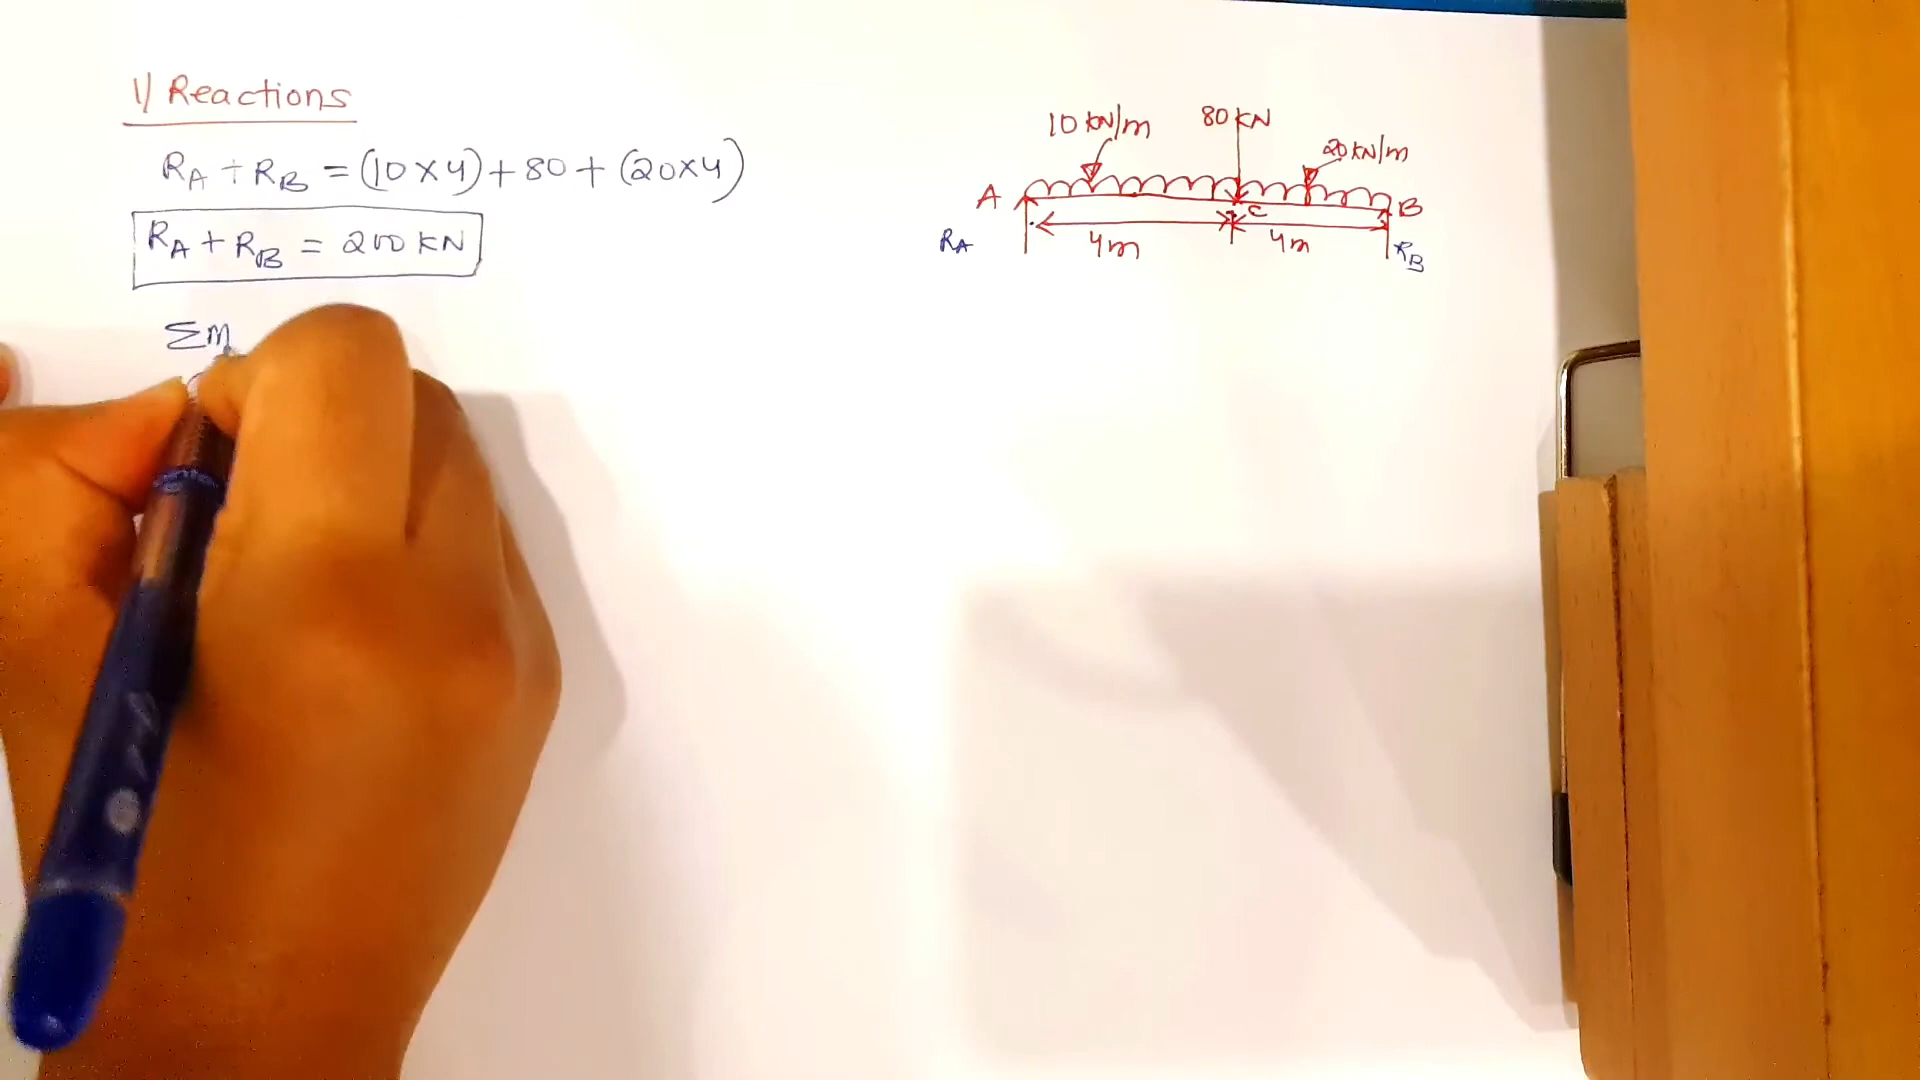 1) Reactions
RA + RB = (10 x 4) + 80 + (20 x 4)
RA + RB = 200 KN
ΣM
10 KN/m
80 KN
20 KN/m
A
C
B
RA
4m
4m
RB